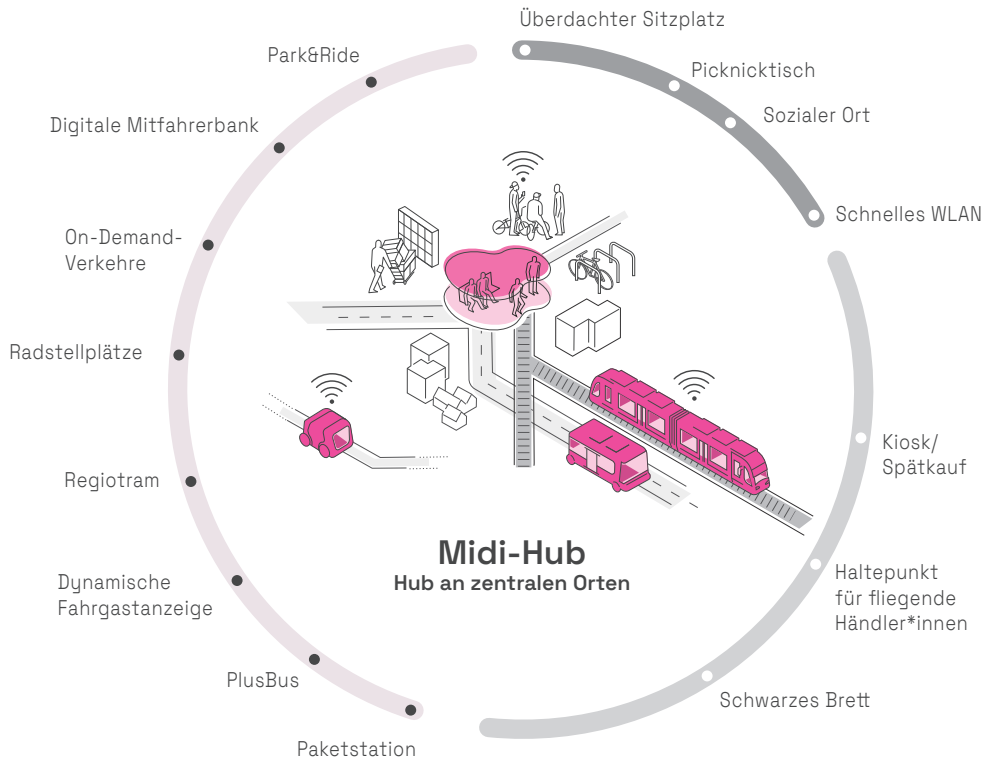 Überdachter Sitzplatz
Picknicktisch
Sozialer Ort
Schnelles WLAN
Kiosk/
Spätkauf
Haltepunkt
für fliegende
Händler*innen
Schwarzes Brett
Park&Ride
Digitale Mitfahrerbank
On-Demand-
Verkehre
Radstellplätze
Regiotram
Dynamische
Fahrgastanzeige
PlusBus
Paketstation
Midi-Hub
Hub an zentralen Orten